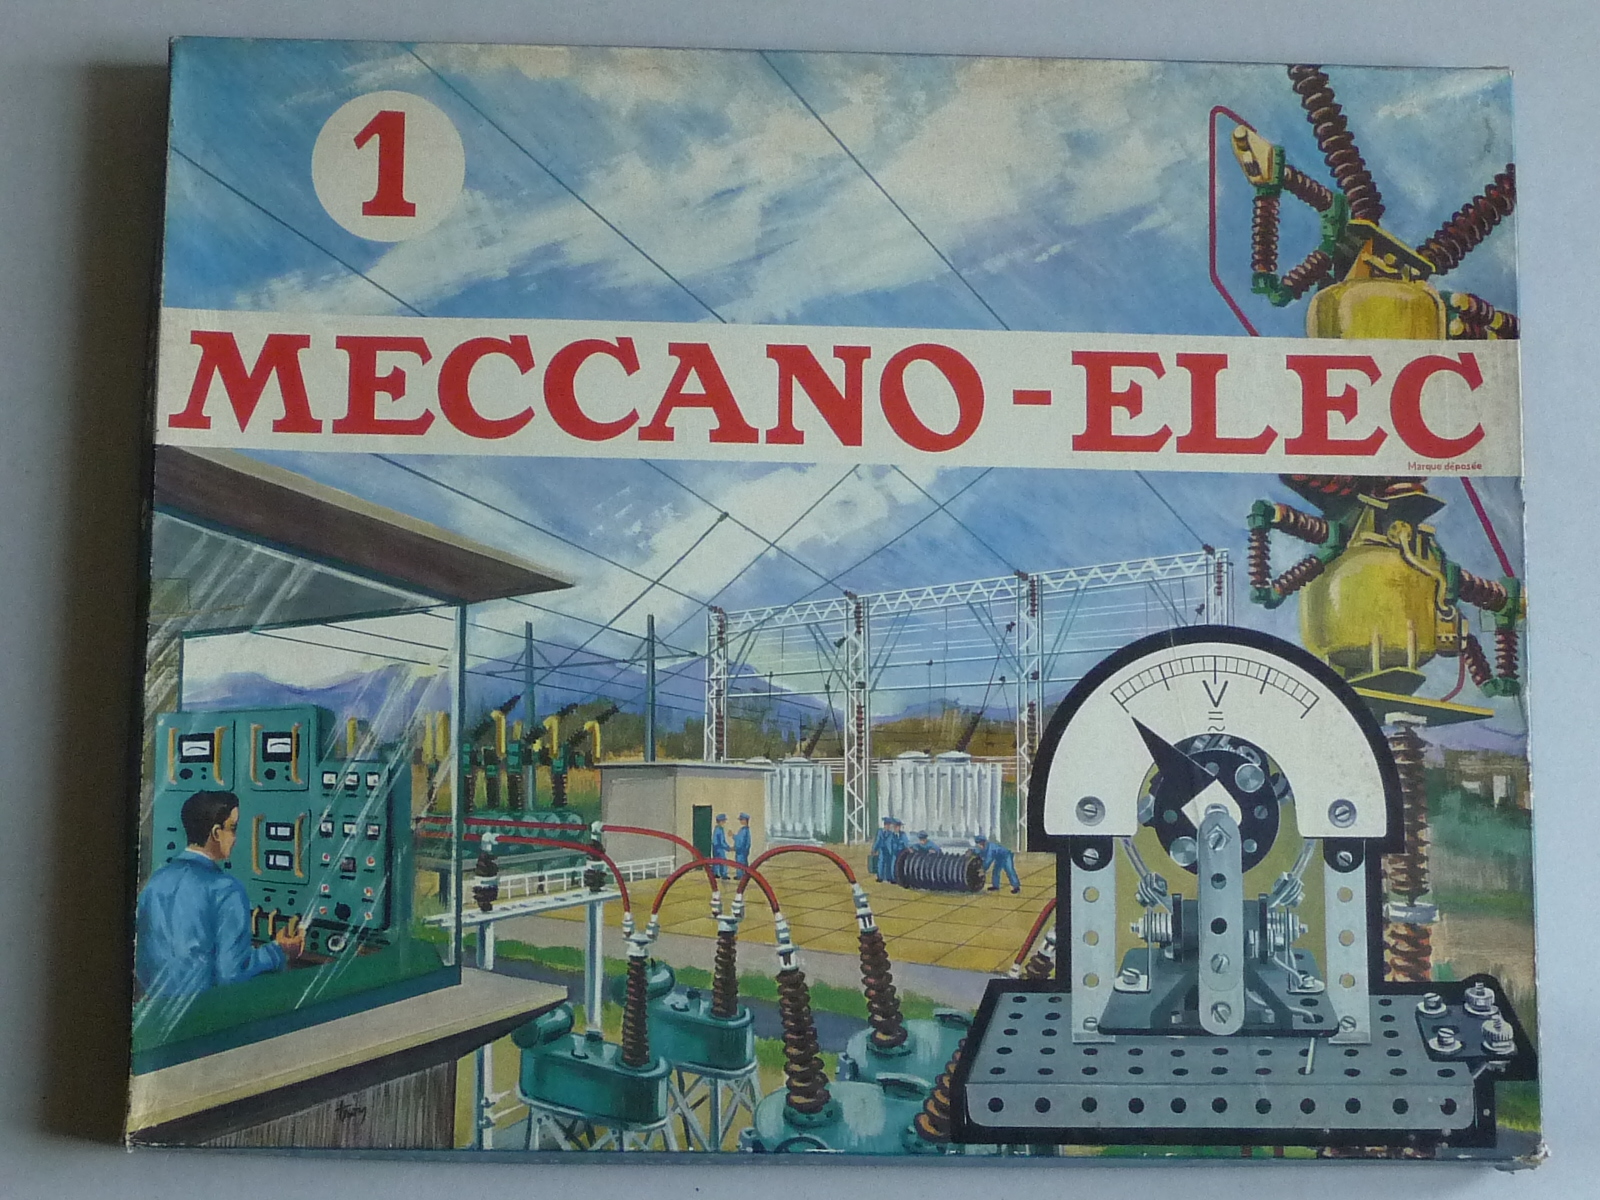 1
MECCANO-ELEC
Marque déposée
V